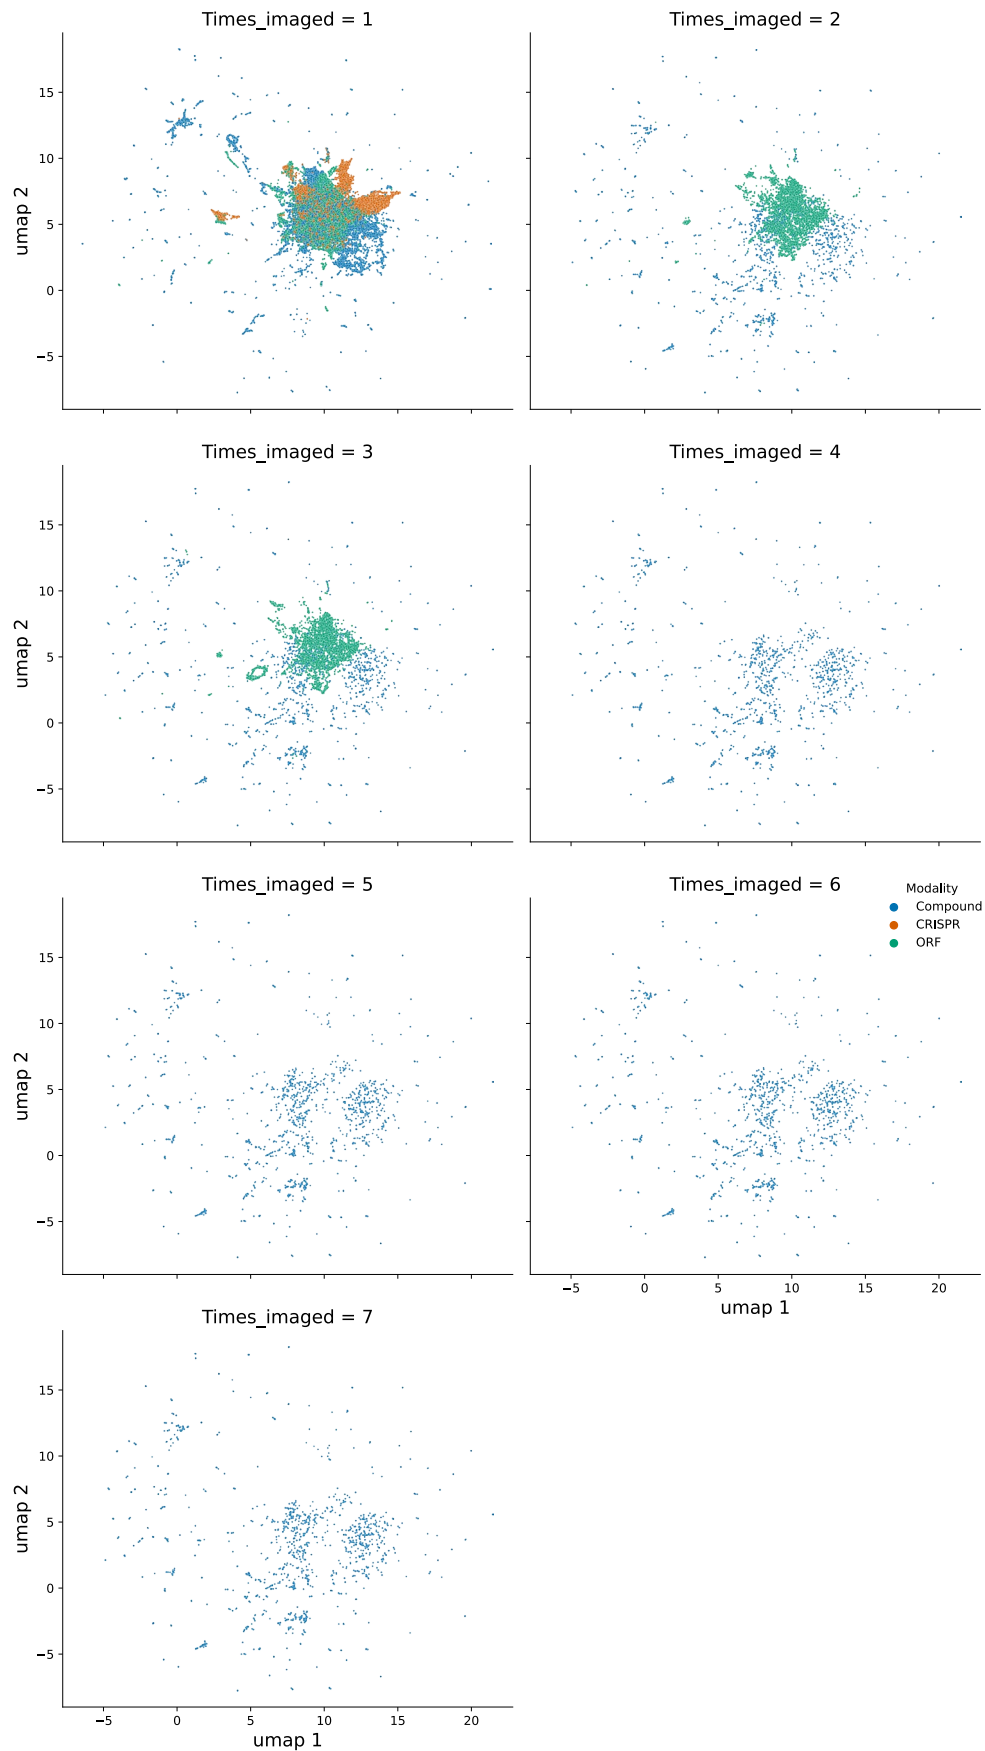 Times_imaged = 1
Times_imaged = 2
15
10
5
0
−5
umap 2
Times_imaged = 3
Times_imaged = 4
15
10
5
0
−5
umap 2
Times_imaged = 5
Times_imaged = 6
15
10
5
0
−5
umap 2
Modality
Compound
CRISPR
ORF
−5 0 5 10 15 20
umap 1
Times_imaged = 7
15
10
5
0
−5
umap 2
−5 0 5 10 15 20
umap 1